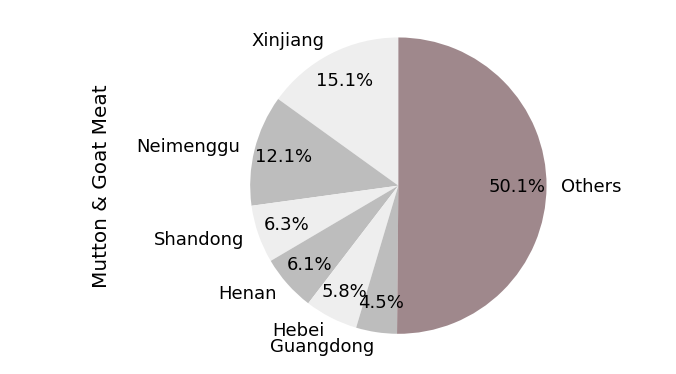 Mutton & Goat Meat
Xinjiang
15.1%
Neimenggu
12.1%
Shandong
6.3%
Henan
6.1%
Hebei
5.8%
Guangdong
4.5%
Others
50.1%